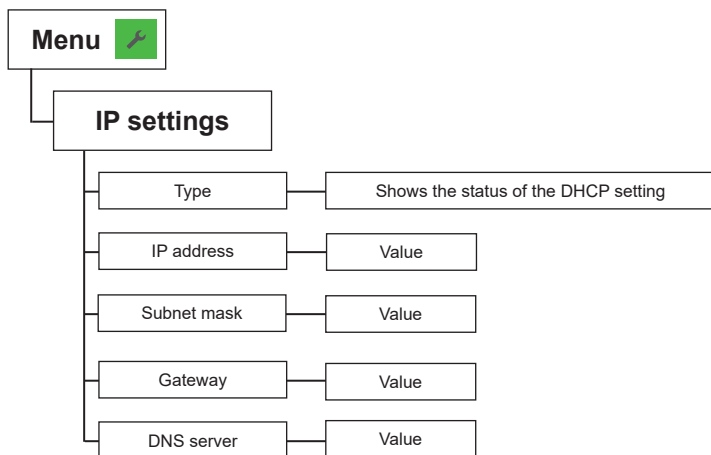 Menu
IP settings
Type
Shows the status of the DHCP setting
IP address
Value
Subnet mask
Value
Gateway
Value
DNS server
Value